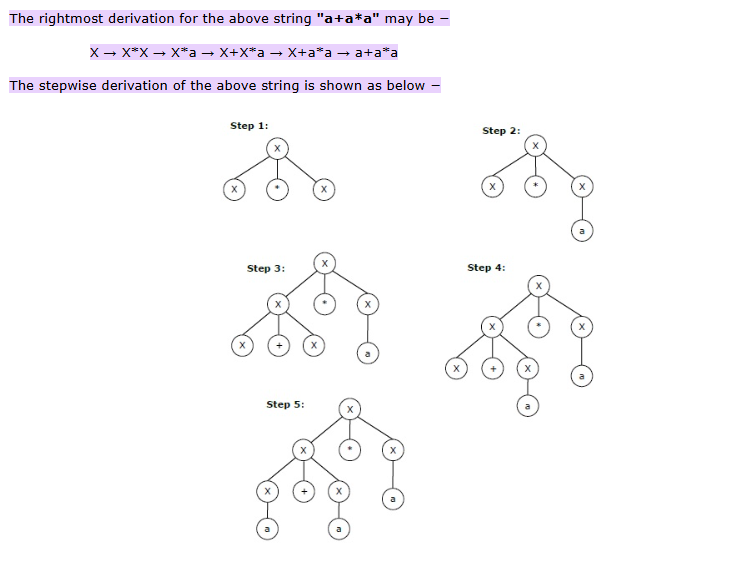 The rightmost derivation for the above string "a+a*a" may be −
X → X*X → X*a → X+X*a → X+a*a → a+a*a
The stepwise derivation of the above string is shown as below −
Step 1:
X
X * X
Step 2:
X
X * X
a
Step 3:
X
X * X
X + X a
Step 4:
X
X * X
X + X a
a
Step 5:
X
X * X
X + X a
a a